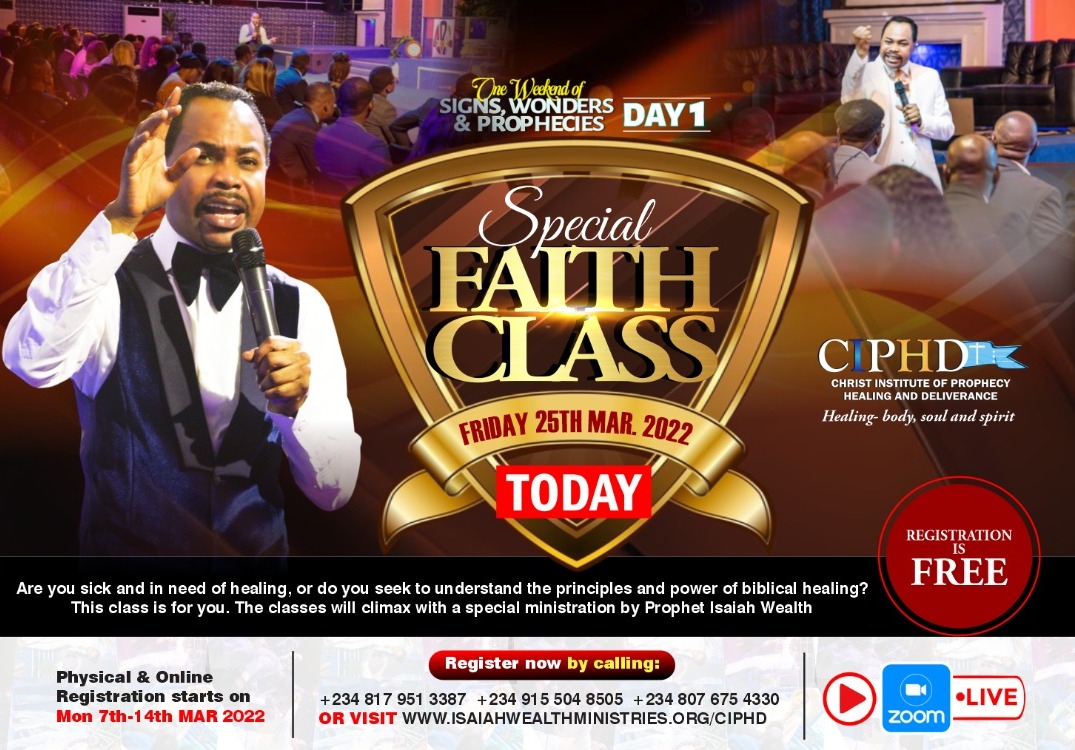 One Weekend of
SIGNS, WONDERS
& PROPHECIES
DAY 1
Special
FAITH
CLASS
FRIDAY 25TH MAR. 2022
TODAY
CIPHD
CHRIST INSTITUTE OF PROPHECY
HEALING AND DELIVERANCE
Healing- body, soul and spirit
REGISTRATION
IS
FREE
Are you sick and in need of healing, or do you seek to understand the principles and power of biblical healing?
This class is for you. The classes will climax with a special ministration by Prophet Isaiah Wealth
Physical & Online
Registration starts on
Mon 7th-14th MAR 2022
Register now by calling:
+234 817 951 3387 +234 915 504 8505 +234 807 675 4330
OR VISIT WWW.ISAIAHWEALTHMINISTRIES.ORG/CIPHD
zoom
•LIVE